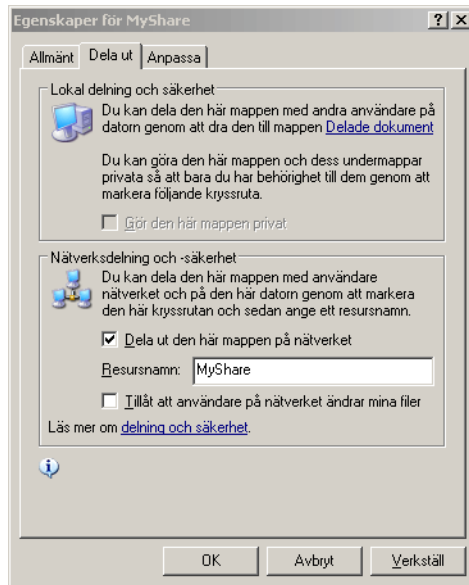 Egenskaper för MyShare
Allmänt Dela ut Anpassa
Lokal delning och säkerhet
Du kan dela den här mappen med andra användare på
datorn genom att dra den till mappen Delade dokument
Du kan göra den här mappen och dess undermappar
privata så att bara du har behörighet till dem genom att
markera följande kryssruta.
Gör den här mappen privat
Nätverksdelning och -säkerhet
Du kan dela den här mappen med användare
nätverket och på den här datorn genom att markera
den här kryssrutan och sedan ange ett resursnamn.
Dela ut den här mappen på nätverket
Resursnamn: MyShare
Tillåt att användare på nätverket ändrar mina filer
Läs mer om delning och säkerhet.
OK Avbryt Verkställ